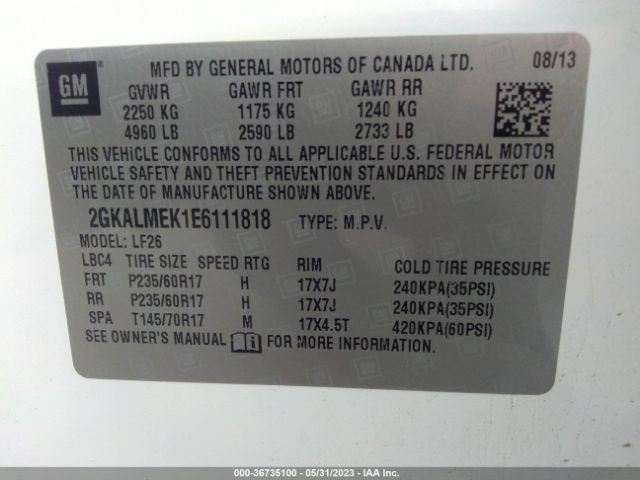 GM
MFD BY GENERAL MOTORS OF CANADA LTD. 08/13
GVWR GAWR FRT GAWR RR
2250 KG 1175 KG 1240 KG
4960 LB 2590 LB 2733 LB
THIS VEHICLE CONFORMS TO ALL APPLICABLE U.S. FEDERAL MOTOR
VEHICLE SAFETY AND THEFT PREVENTION STANDARDS IN EFFECT ON
THE DATE OF MANUFACTURE SHOWN ABOVE.
2GKALMEK1E6111818 TYPE: M.P.V.
MODEL: LF26
LBC4 TIRE SIZE SPEED RTG RIM COLD TIRE PRESSURE
FRT P235/60R17 H 17X7J 240KPA(35PSI)
RR P235/60R17 H 17X7J 240KPA(35PSI)
SPA T145/70R17 M 17X4.5T 420KPA(60PSI)
SEE OWNER'S MANUAL FOR MORE INFORMATION.
000-36735100 - 05/31/2023 - IAA Inc.